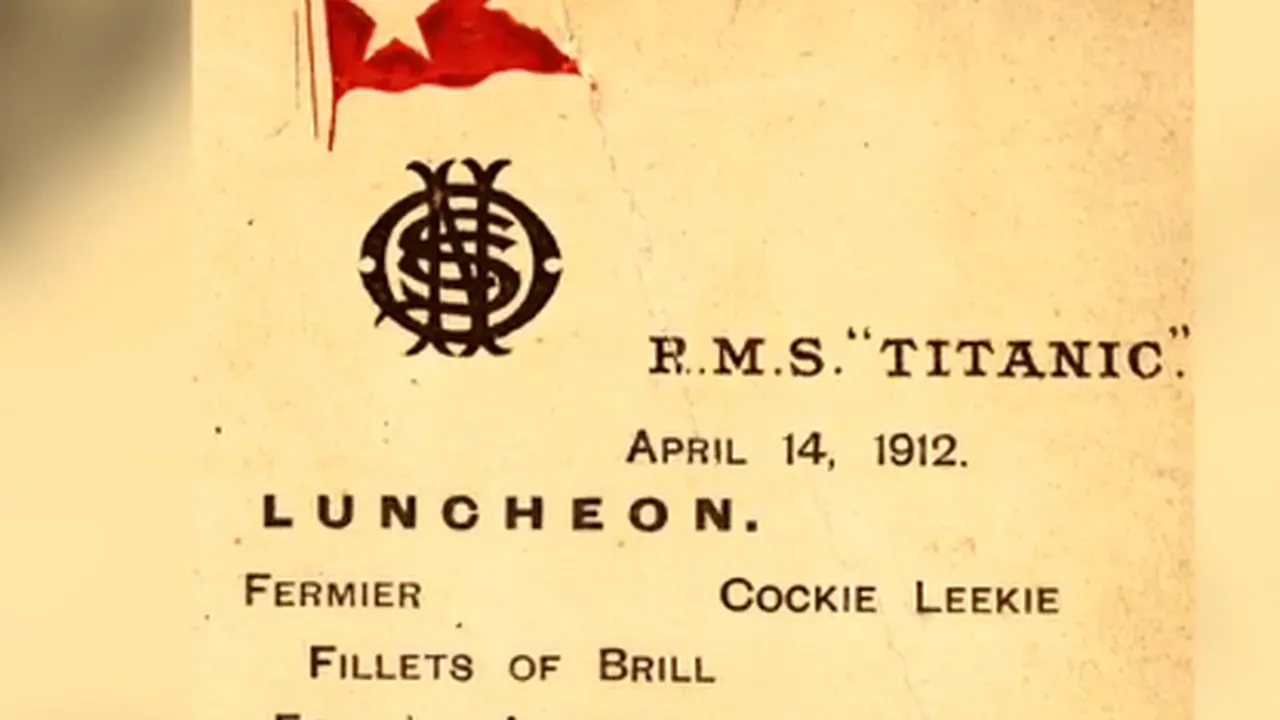 R.M.S. "TITANIC".
APRIL 14, 1912.
LUNCHEON.
FERMIER COCKIE LEEKIE
FILLETS OF BRILL